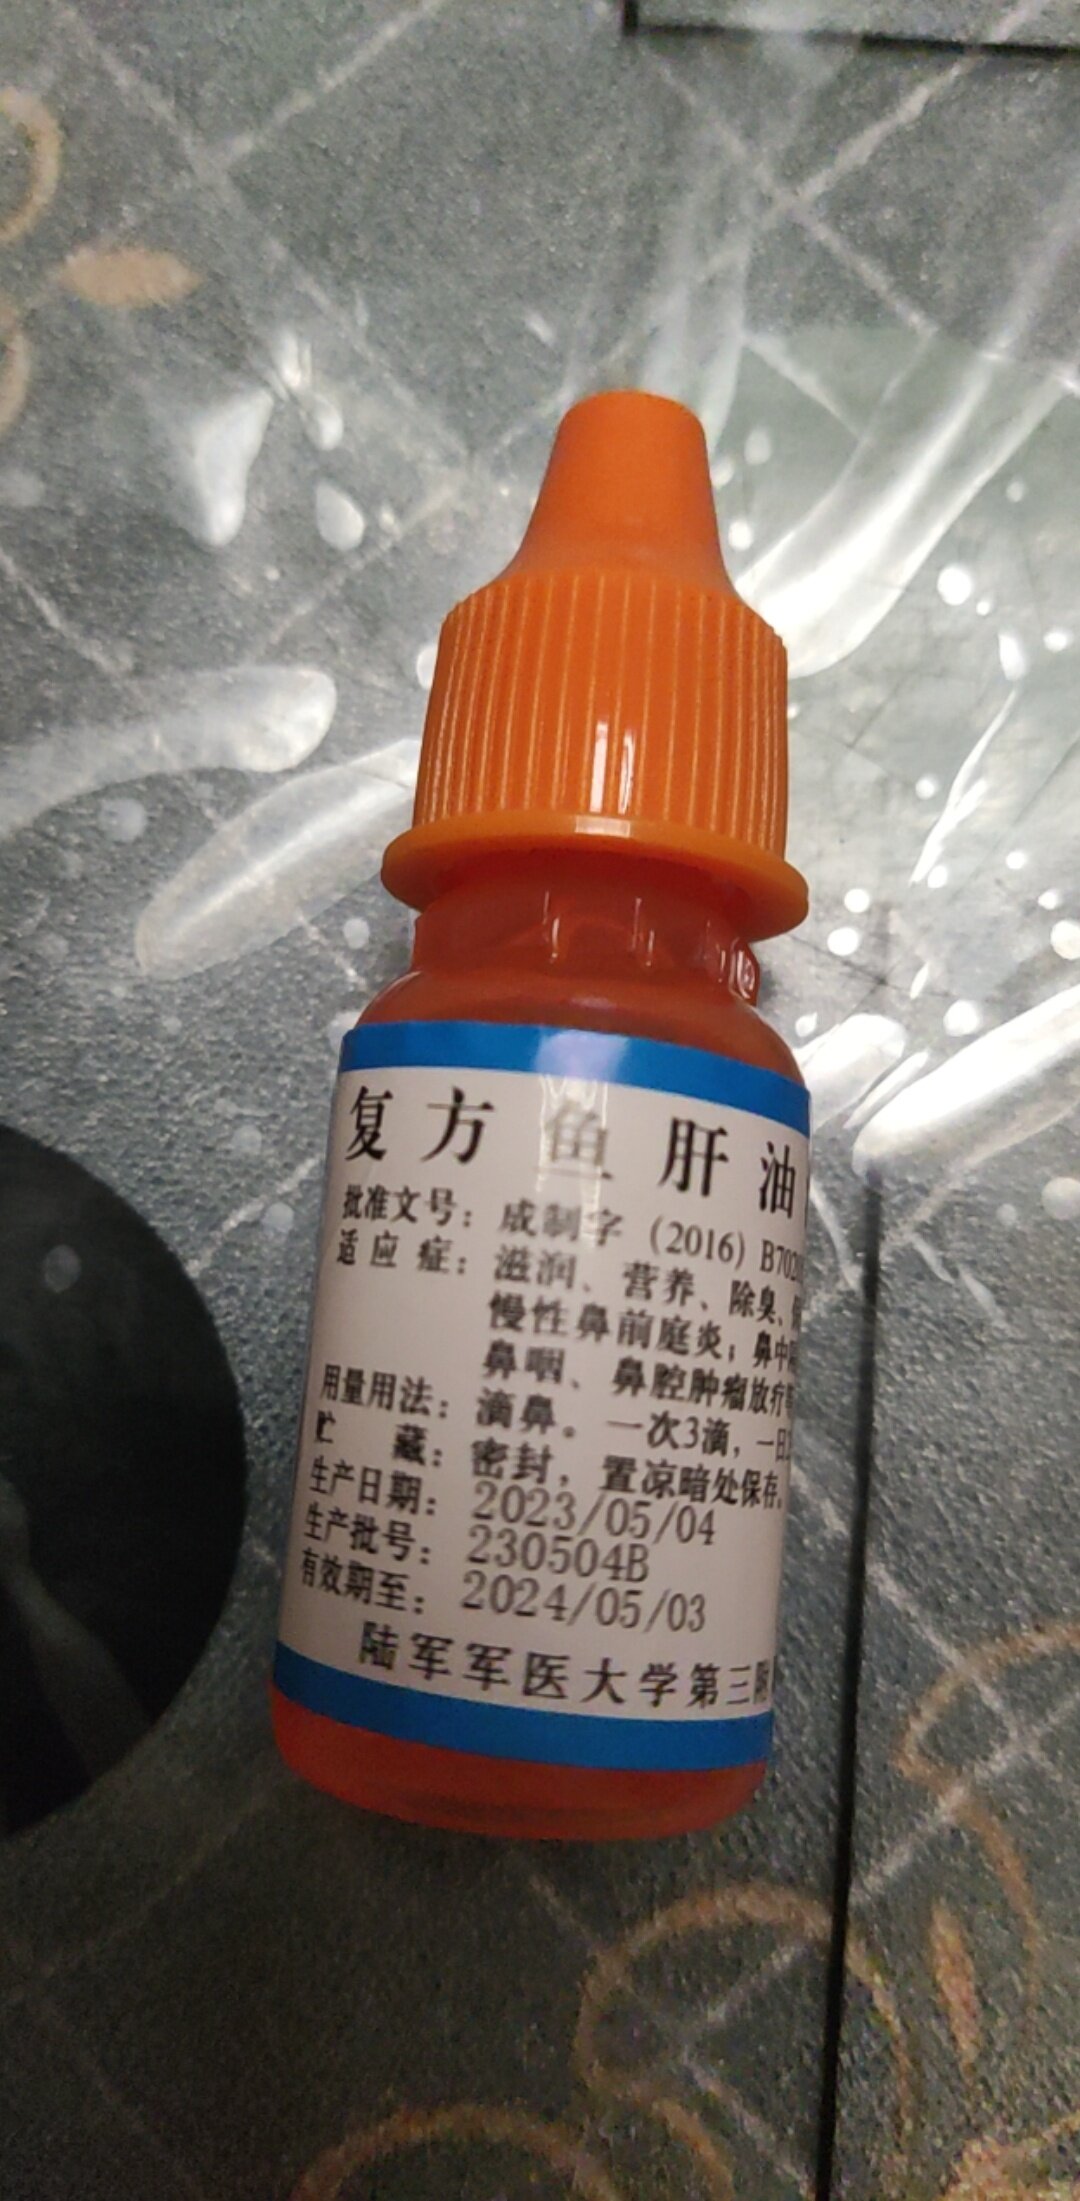 复方鱼肝油
批准文号：成制字（2016）B702
适应症：滋润、营养、除臭、
慢性鼻前庭炎；鼻中
鼻咽、鼻腔肿瘤放疗
用量用法：滴鼻。一次3滴，一日
贮藏：密封，置凉暗处保存。
生产日期：2023/05/04
生产批号：230504B
有效期至：2024/05/03
陆军军医大学第三附